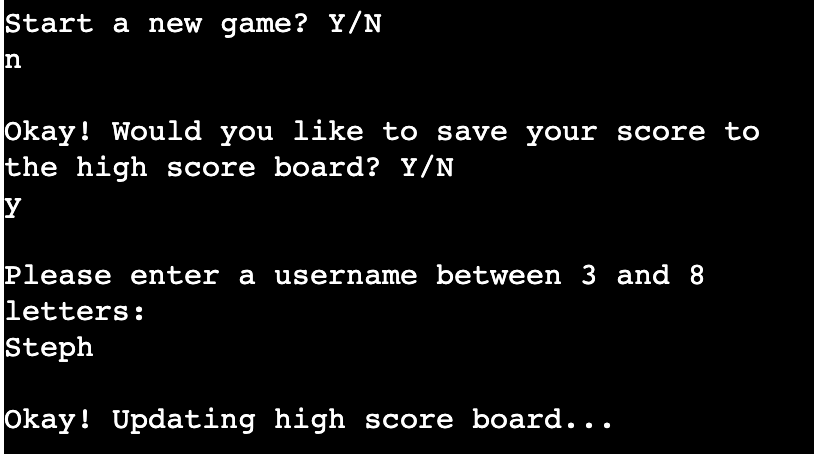 Start a new game? Y/N
n
Okay! Would you like to save your score to
the high score board? Y/N
y
Please enter a username between 3 and 8
letters:
Steph
Okay! Updating high score board...